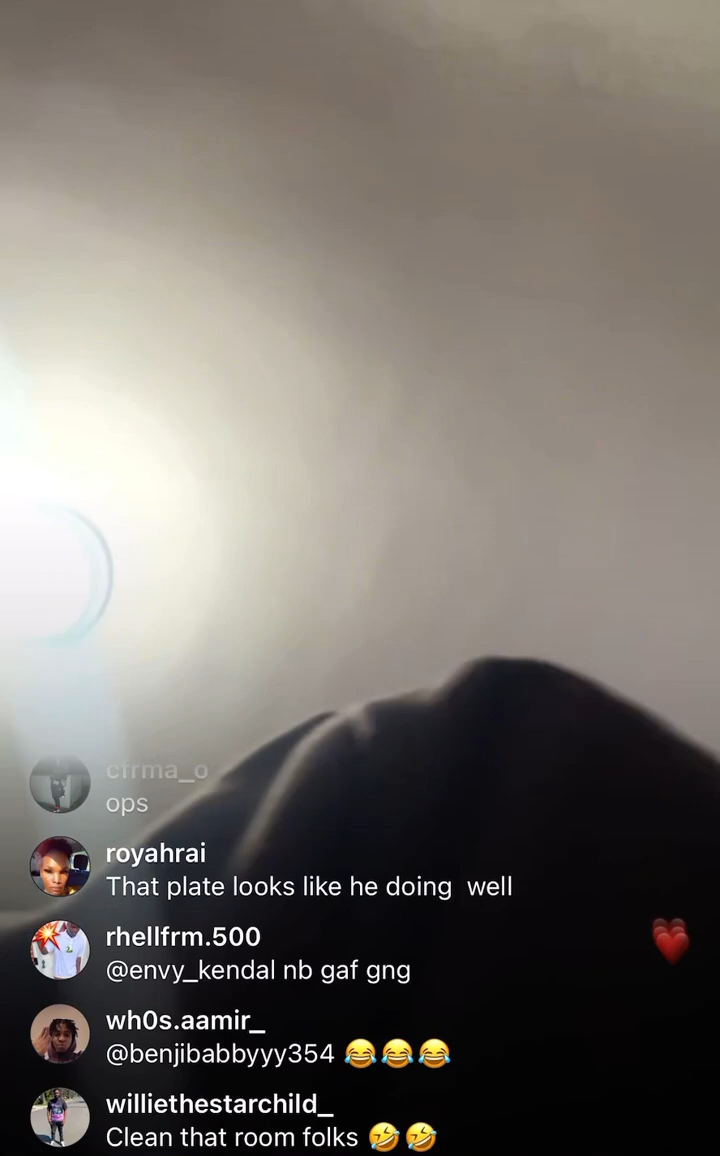 cfrma_o
ops
royahrai
That plate looks like he doing  well
rhellfrm.500
@envy_kendal nb gaf gng
wh0s.aamir_
@benjibabbyyy354 😂😂😂
williethestarchild_
Clean that room folks 🤣🤣